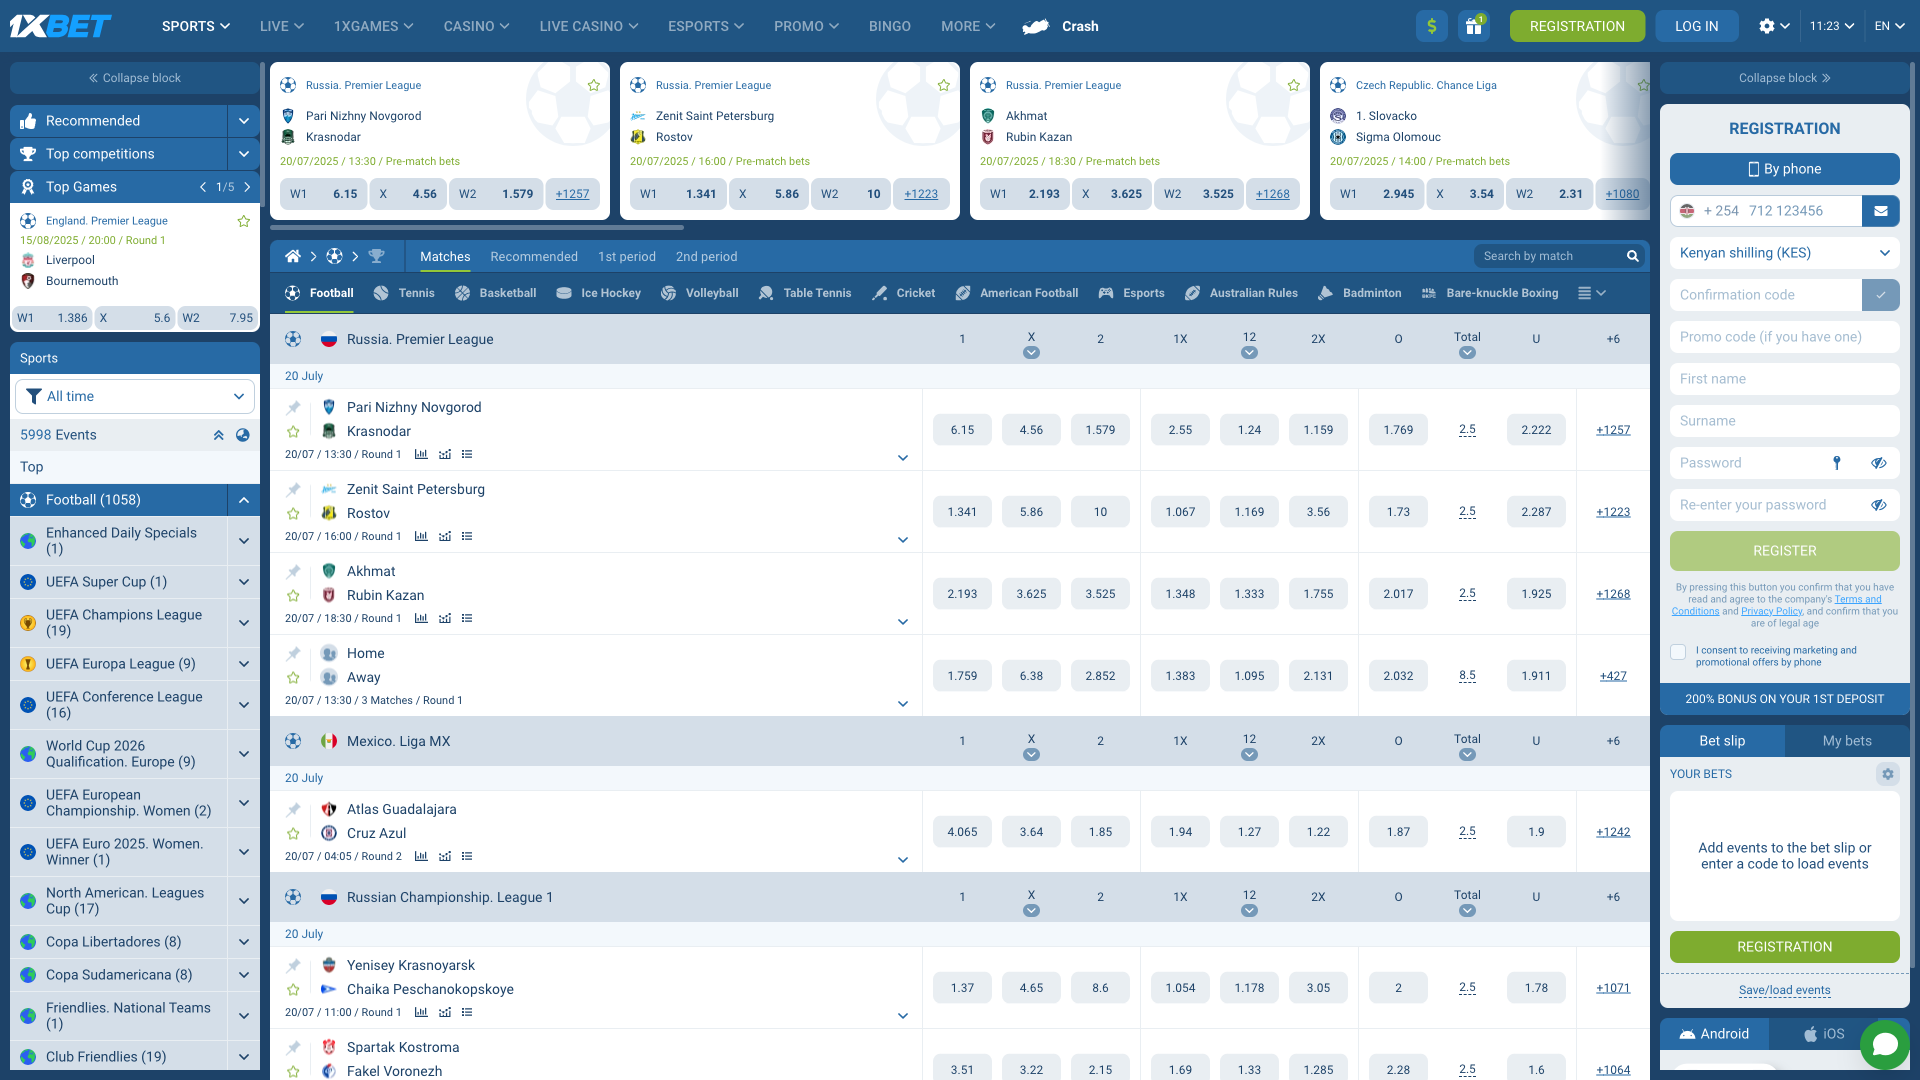 1XBET
SPORTS
LIVE
1XGAMES
CASINO
LIVE CASINO
ESPORTS
PROMO
BINGO
MORE
Crash
$
1
REGISTRATION
LOG IN
11:23
EN
Collapse block
Recommended
Top competitions
Top Games
1/5
England. Premier League
15/08/2025 / 20:00 / Round 1
Liverpool
Bournemouth
W1 1.386 X 5.6 W2 7.95
Sports
All time
5998 Events
Top
Football (1058)
Enhanced Daily Specials
(1)
UEFA Super Cup (1)
UEFA Champions League
(19)
UEFA Europa League (9)
UEFA Conference League
(16)
World Cup 2026
Qualification. Europe (9)
UEFA European
Championship. Women (2)
UEFA Euro 2025. Women.
Winner (1)
North American. Leagues
Cup (17)
Copa Libertadores (8)
Copa Sudamericana (8)
Friendlies. National Teams
(1)
Club Friendlies (19)
Russia. Premier League
Pari Nizhny Novgorod
Krasnodar
20/07/2025 / 13:30 / Pre-match bets
W1 6.15 X 4.56 W2 1.579 +1257
Russia. Premier League
Zenit Saint Petersburg
Rostov
20/07/2025 / 16:00 / Pre-match bets
W1 1.341 X 5.86 W2 10 +1223
Russia. Premier League
Akhmat
Rubin Kazan
20/07/2025 / 18:30 / Pre-match bets
W1 2.193 X 3.625 W2 3.525 +1268
Czech Republic. Chance Liga
1. Slovacko
Sigma Olomouc
20/07/2025 / 14:00 / Pre-match bets
W1 2.945 X 3.54 W2 2.31 +1080
Matches Recommended 1st period 2nd period
Search by match
Football Tennis Basketball Ice Hockey Volleyball Table Tennis Cricket American Football Esports Australian Rules Badminton Bare-knuckle Boxing
Russia. Premier League 1 X 2 1X 12 2X O Total U +6
20 July
Pari Nizhny Novgorod
Krasnodar
20/07 / 13:30 / Round 1
6.15 4.56 1.579 2.55 1.24 1.159 1.769 2.5 2.222 +1257
Zenit Saint Petersburg
Rostov
20/07 / 16:00 / Round 1
1.341 5.86 10 1.067 1.169 3.56 1.73 2.5 2.287 +1223
Akhmat
Rubin Kazan
20/07 / 18:30 / Round 1
2.193 3.625 3.525 1.348 1.333 1.755 2.017 2.5 1.925 +1268
Home
Away
20/07 / 13:30 / 3 Matches / Round 1
1.759 6.38 2.852 1.383 1.095 2.131 2.032 8.5 1.911 +427
Mexico. Liga MX 1 X 2 1X 12 2X O Total U +6
20 July
Atlas Guadalajara
Cruz Azul
20/07 / 04:05 / Round 2
4.065 3.64 1.85 1.94 1.27 1.22 1.87 2.5 1.9 +1242
Russian Championship. League 1 1 X 2 1X 12 2X O Total U +6
20 July
Yenisey Krasnoyarsk
Chaika Peschanokopskoye
20/07 / 11:00 / Round 1
1.37 4.65 8.6 1.054 1.178 3.05 2 2.5 1.78 +1071
Spartak Kostroma
Fakel Voronezh
3.51 3.22 2.15 1.69 1.33 1.285 2.28 2.5 1.6 +1064
Collapse block
REGISTRATION
By phone
+ 254 712 123456
Kenyan shilling (KES)
Confirmation code
Promo code (if you have one)
First name
Surname
Password
Re-enter your password
REGISTER
By pressing this button you confirm that you have
read and agree to the company's Terms and
Conditions and Privacy Policy, and confirm that you
are of legal age
I consent to receiving marketing and
promotional offers by phone
200% BONUS ON YOUR 1ST DEPOSIT
Bet slip
My bets
YOUR BETS
Add events to the bet slip or
enter a code to load events
REGISTRATION
Save/load events
Android
iOS